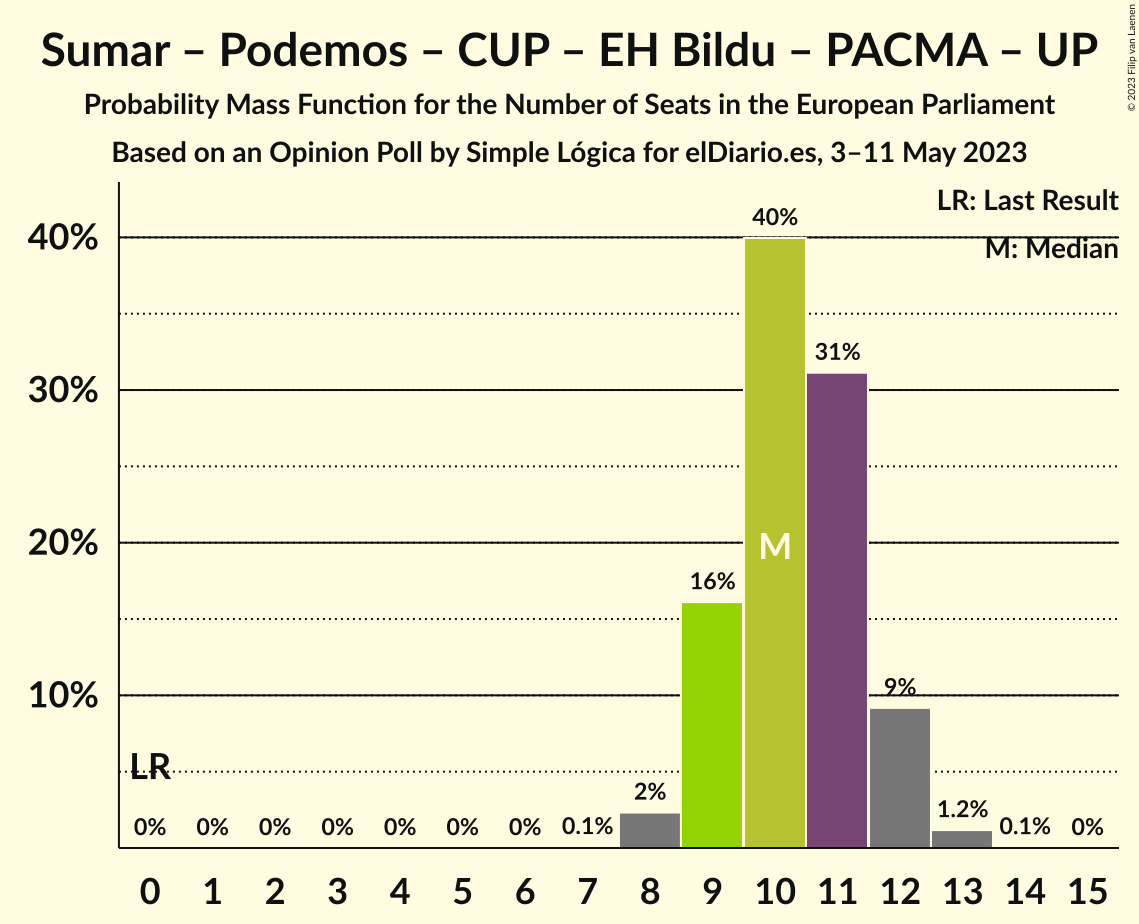 Sumar – Podemos – CUP – EH Bildu – PACMA – UP
Probability Mass Function for the Number of Seats in the European Parliament
Based on an Opinion Poll by Simple Lógica for elDiario.es, 3–11 May 2023
© 2023 Filip van Laenen
LR: Last Result
M: Median
40%
30%
20%
10%
40%
31%
M
16%
9%
LR
2%
1.2%
0% 0% 0% 0% 0% 0% 0% 0.1% 0.1% 0%
0 1 2 3 4 5 6 7 8 9 10 11 12 13 14 15